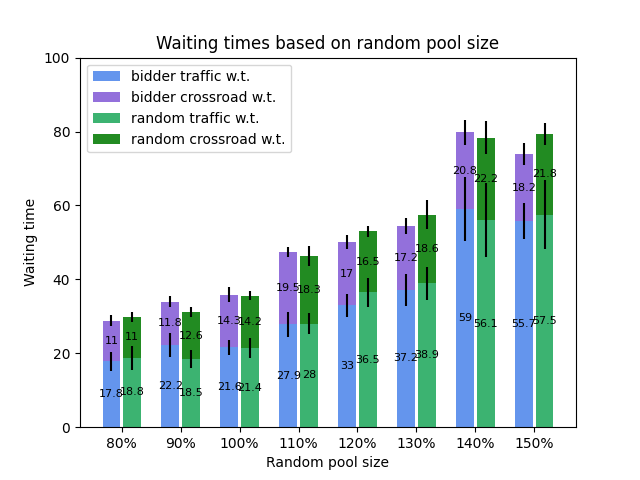 Waiting times based on random pool size
bidder traffic w.t.
bidder crossroad w.t.
random traffic w.t.
random crossroad w.t.
Waiting time
100
80
60
40
20
0
11 11 11.8 12.6 14.3 14.2 19.5 18.3 17 16.5 17.2 18.6 20.8 22.2 18.2 21.8
17.8 18.8 22.2 18.5 21.6 21.4 27.9 28 33 36.5 37.2 38.9 59 56.1 55.7 57.5
80% 90% 100% 110% 120% 130% 140% 150%
Random pool size